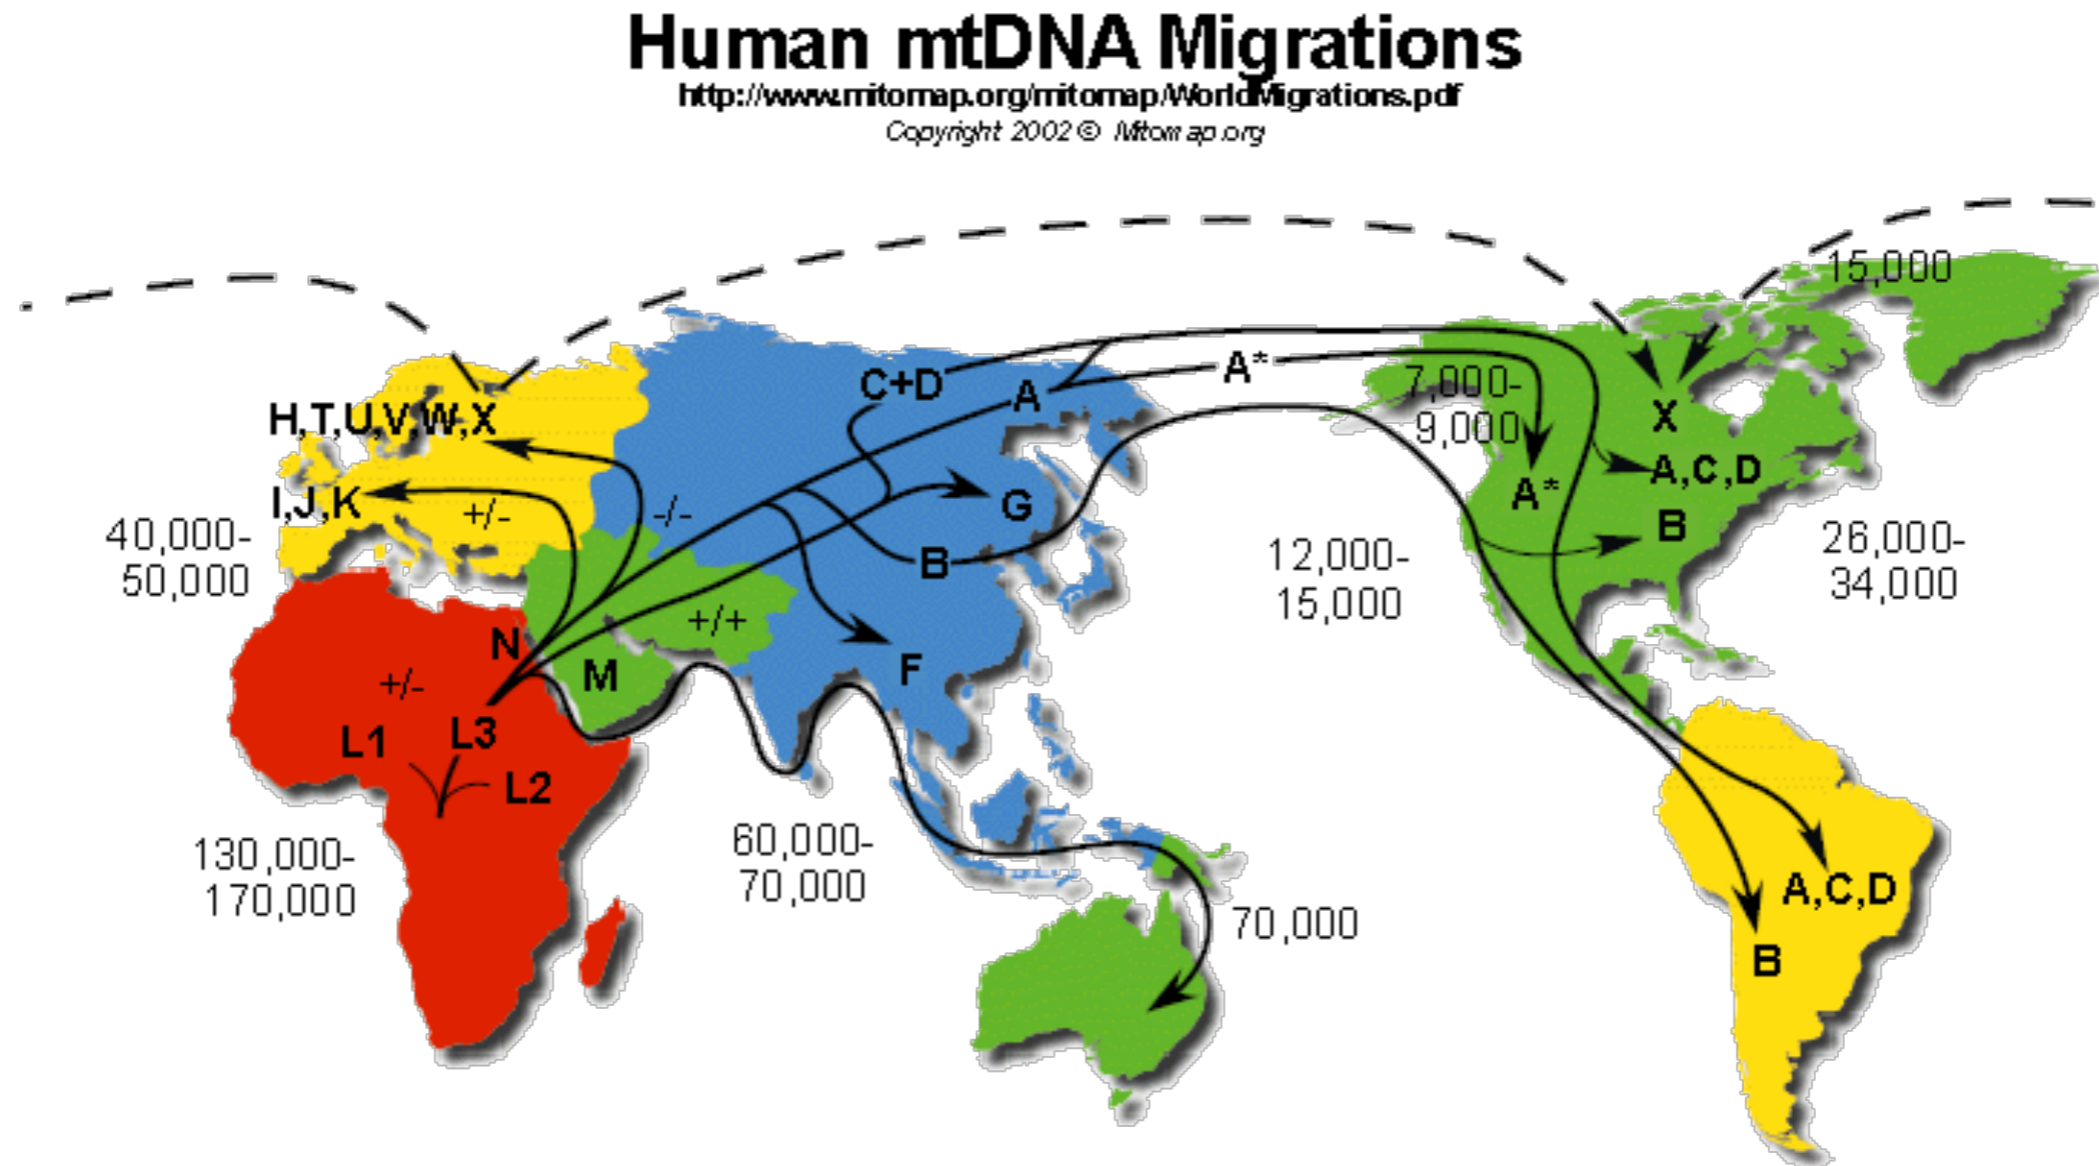 Human mtDNA Migrations
http://www.mitomap.org/mitomap/WorldMigrations.pdf
Copyright 2002 © Mitomap.org
15,000
C+D
A
A*
7,000-
9,000
H,T,U,V,W,X
X
I,J,K
+/-
-/-
G
A*
A,C,D
B
40,000-
50,000
B
12,000-
15,000
26,000-
34,000
N
+/+
+/-
M
F
L1
L3
L2
130,000-
170,000
60,000-
70,000
70,000
A,C,D
B